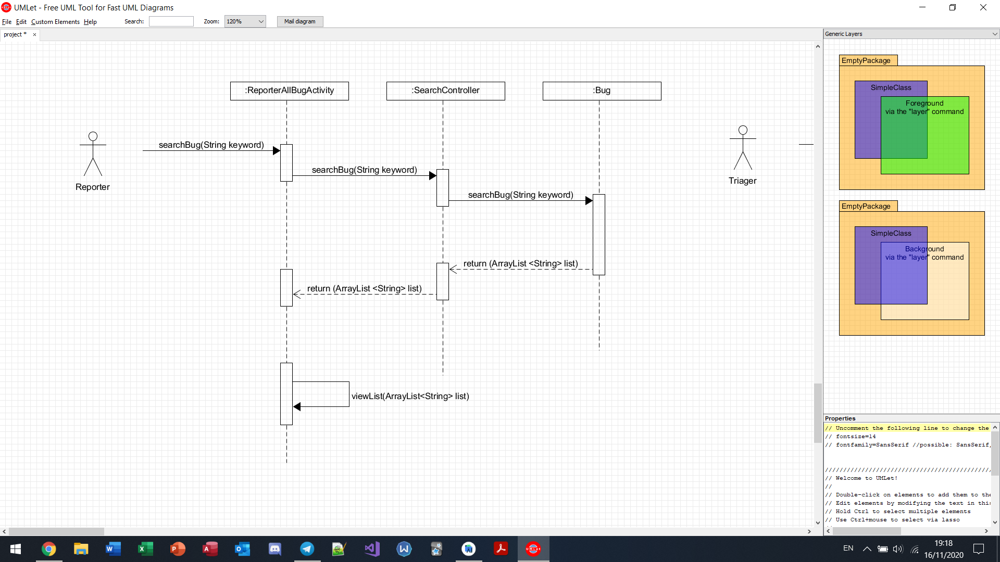 UMLet - Free UML Tool for Fast UML Diagrams
File Edit Custom Elements Help Search: Zoom: 120% Mail diagram
project *
Generic Layers
:ReporterAllBugActivity :SearchController :Bug
Reporter
searchBug(String keyword)
searchBug(String keyword)
searchBug(String keyword)
Triager
return (ArrayList <String> list)
return (ArrayList <String> list)
viewList(ArrayList<String> list)
EmptyPackage
SimpleClass
Foreground
via the "layer" command
EmptyPackage
SimpleClass
Background
via the "layer" command
Properties
// Uncomment the following line to change the
// fontsize=14
// fontfamily=SansSerif //possible: SansSerif,
/////////////////////////////////////////////
// Welcome to UMLet!
//
// Double-click on elements to add them to the
// Edit elements by modifying the text in this
// Hold Ctrl to select multiple elements
// Use Ctrl+mouse to select via lasso
EN
19:18
16/11/2020